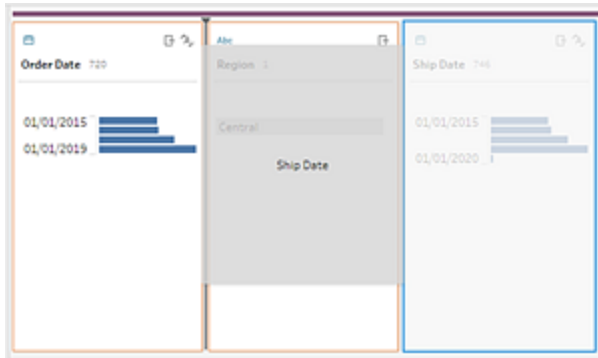 Order Date 720
01/01/2015
01/01/2019
Abc
Region 1
Central
Ship Date
Ship Date 746
01/01/2015
01/01/2020